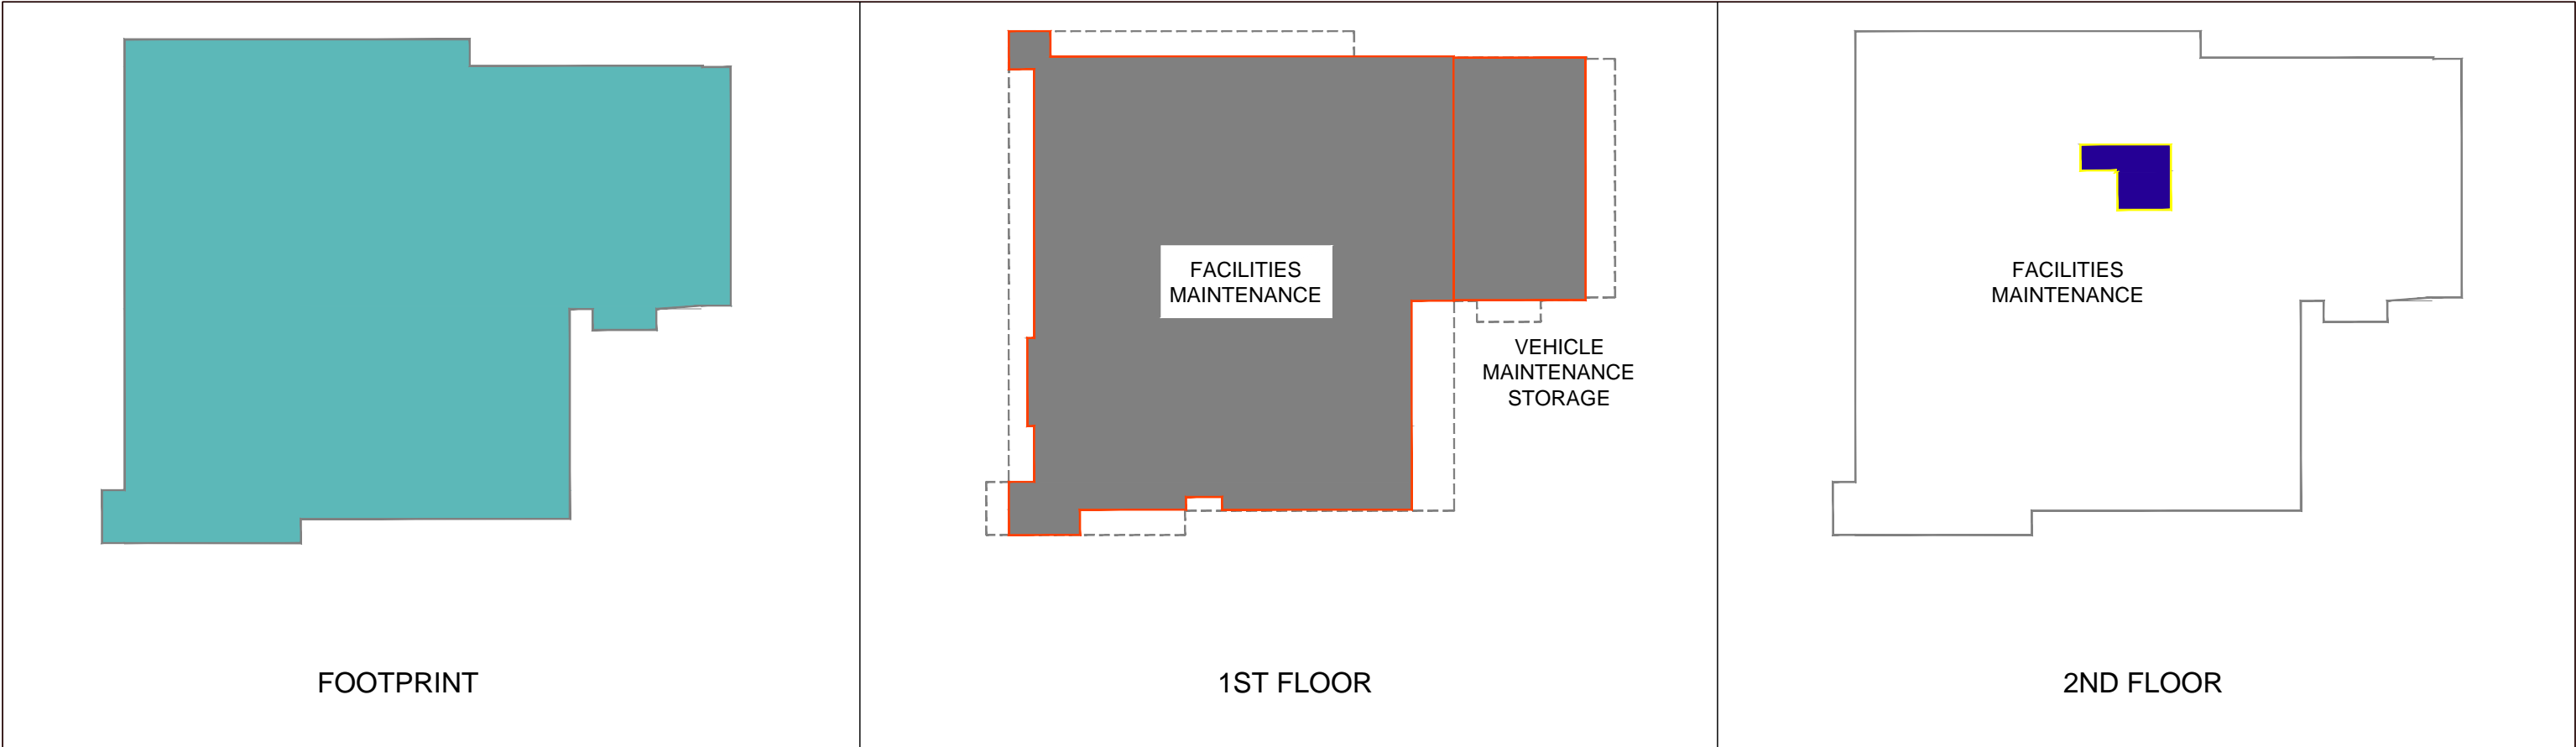 FOOTPRINT
FACILITIES
MAINTENANCE
VEHICLE
MAINTENANCE
STORAGE
1ST FLOOR
FACILITIES
MAINTENANCE
2ND FLOOR